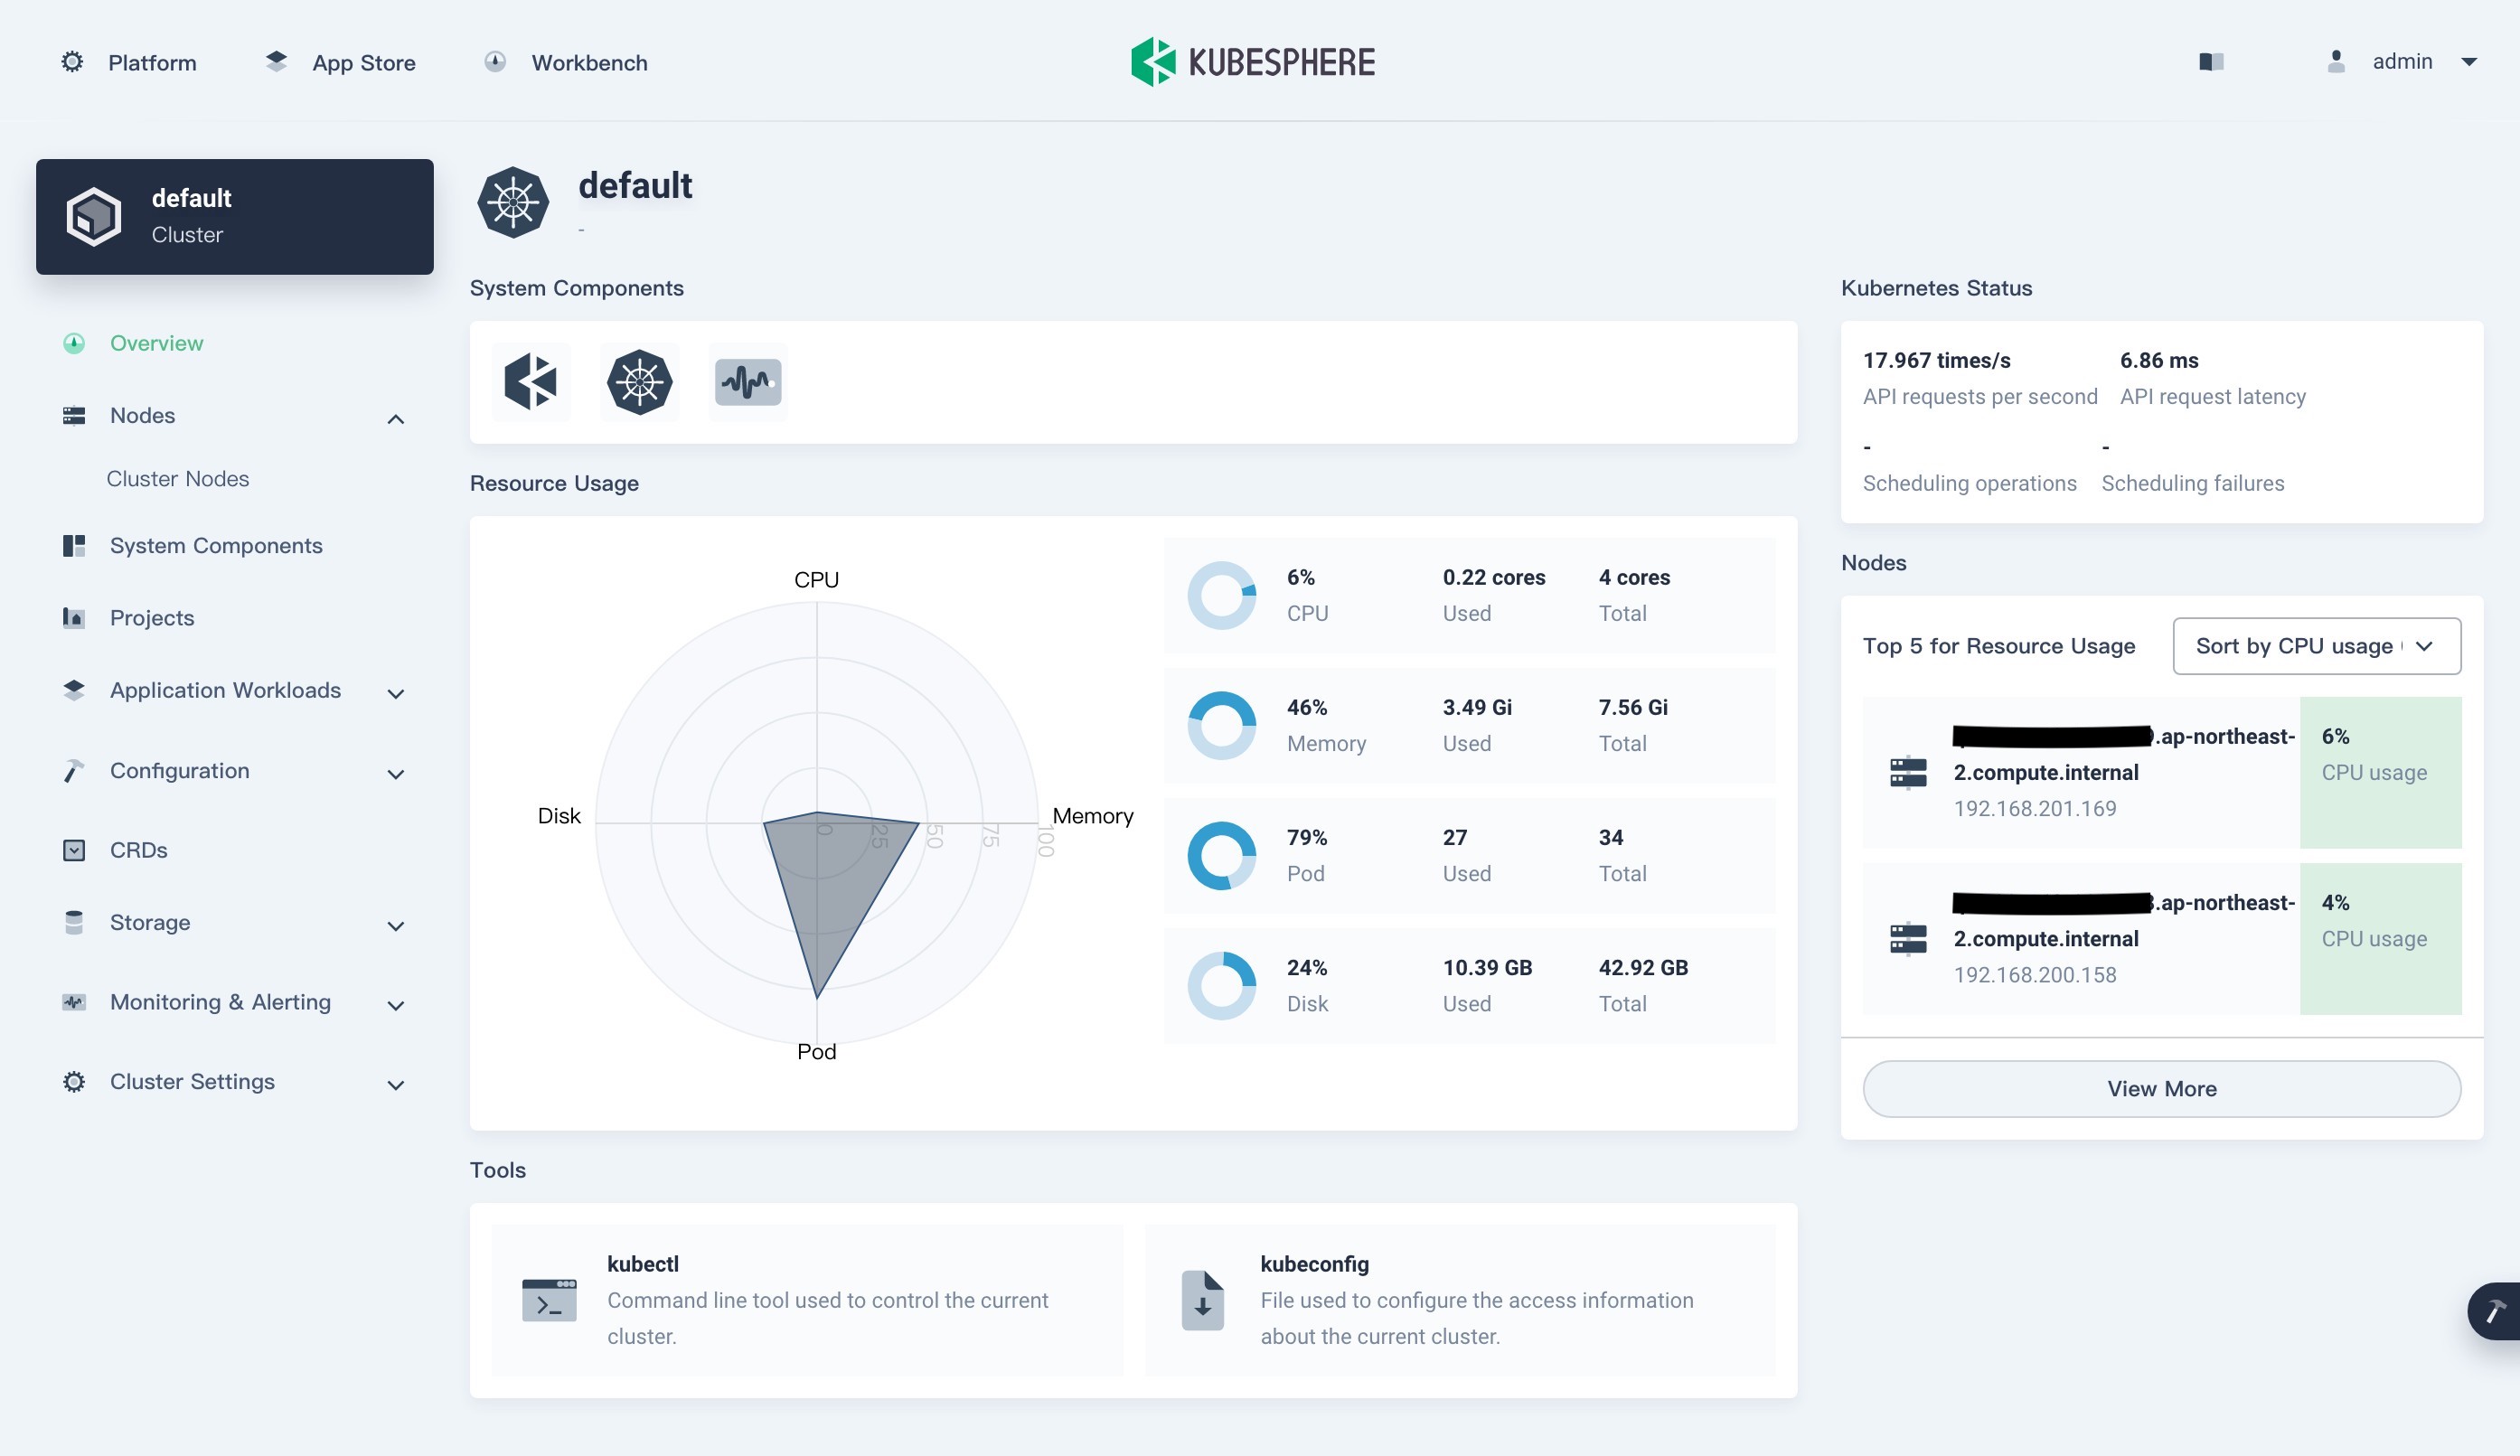 Platform
App Store
Workbench
KUBESPHERE
admin
default
Cluster
Overview
Nodes
Cluster Nodes
System Components
Projects
Application Workloads
Configuration
CRDs
Storage
Monitoring & Alerting
Cluster Settings
default
-
System Components
Resource Usage
CPU
Disk
Memory
Pod
0
25
50
75
100
6%
0.22 cores
4 cores
CPU
Used
Total
46%
3.49 Gi
7.56 Gi
Memory
Used
Total
79%
27
34
Pod
Used
Total
24%
10.39 GB
42.92 GB
Disk
Used
Total
Tools
kubectl
Command line tool used to control the current
cluster.
kubeconfig
File used to configure the access information
about the current cluster.
Kubernetes Status
17.967 times/s
6.86 ms
API requests per second
API request latency
-
-
Scheduling operations
Scheduling failures
Nodes
Top 5 for Resource Usage
Sort by CPU usage
.ap-northeast-
2.compute.internal
192.168.201.169
6%
CPU usage
.ap-northeast-
2.compute.internal
192.168.200.158
4%
CPU usage
View More